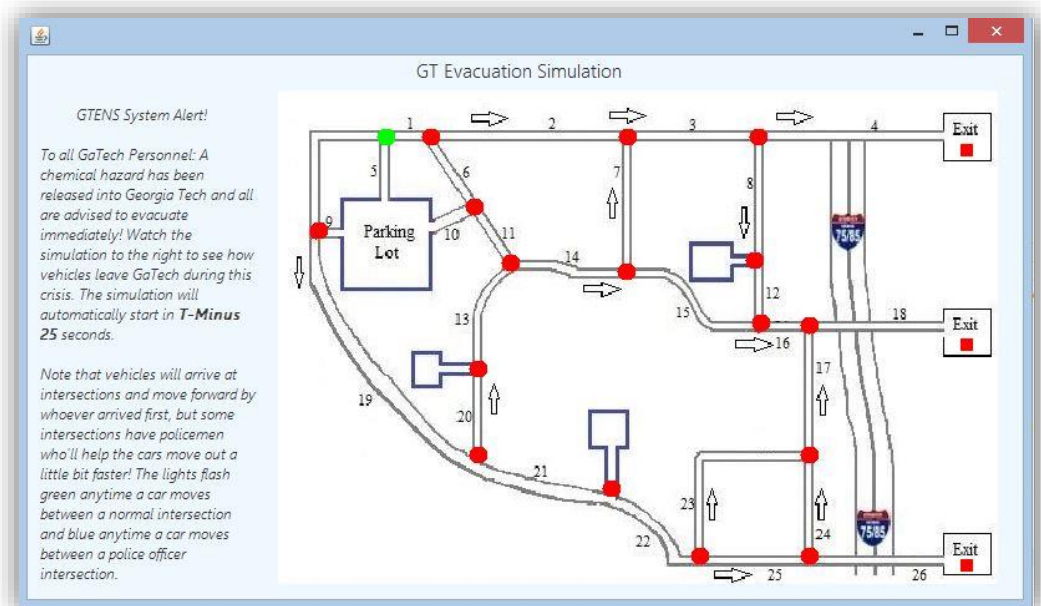 GT Evacuation Simulation
GTENS System Alert!
To all GaTech Personnel: A
chemical hazard has been
released into Georgia Tech and all
are advised to evacuate
immediately! Watch the
simulation to the right to see how
vehicles leave GaTech during this
crisis. The simulation will
automatically start in T-Minus
25 seconds.
Note that vehicles will arrive at
intersections and move forward by
whoever arrived first, but some
intersections have policemen
who'll help the cars move out a
little bit faster! The lights flash
green anytime a car moves
between a normal intersection
and blue anytime a car moves
between a police officer
intersection.
1
2
3
4
Exit
5
6
7
8
9
Parking
Lot
10
11
75/85
14
12
13
15
16
18
Exit
17
19
20
21
22
23
24
75/85
25
26
Exit